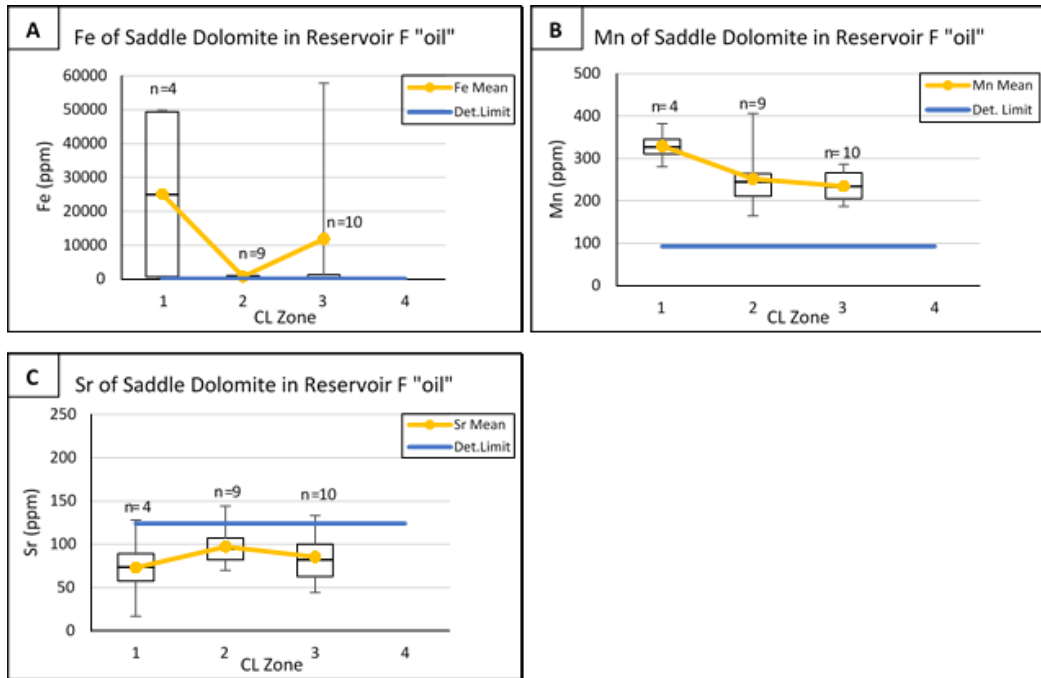 A
Fe of Saddle Dolomite in Reservoir F "oil"
Fe (ppm)
60000
50000
40000
30000
20000
10000
0
n=4
n=9
n=10
Fe Mean
Det.Limit
1 2 3 4
CL Zone
B
Mn of Saddle Dolomite in Reservoir F "oil"
Mn (ppm)
500
400
300
200
100
0
n=4
n=9
n=10
Mn Mean
Det.Limit
1 2 3 4
CL Zone
C
Sr of Saddle Dolomite in Reservoir F "oil"
Sr (ppm)
250
200
150
100
50
0
n=4
n=9
n=10
Sr Mean
Det.Limit
1 2 3 4
CL Zone